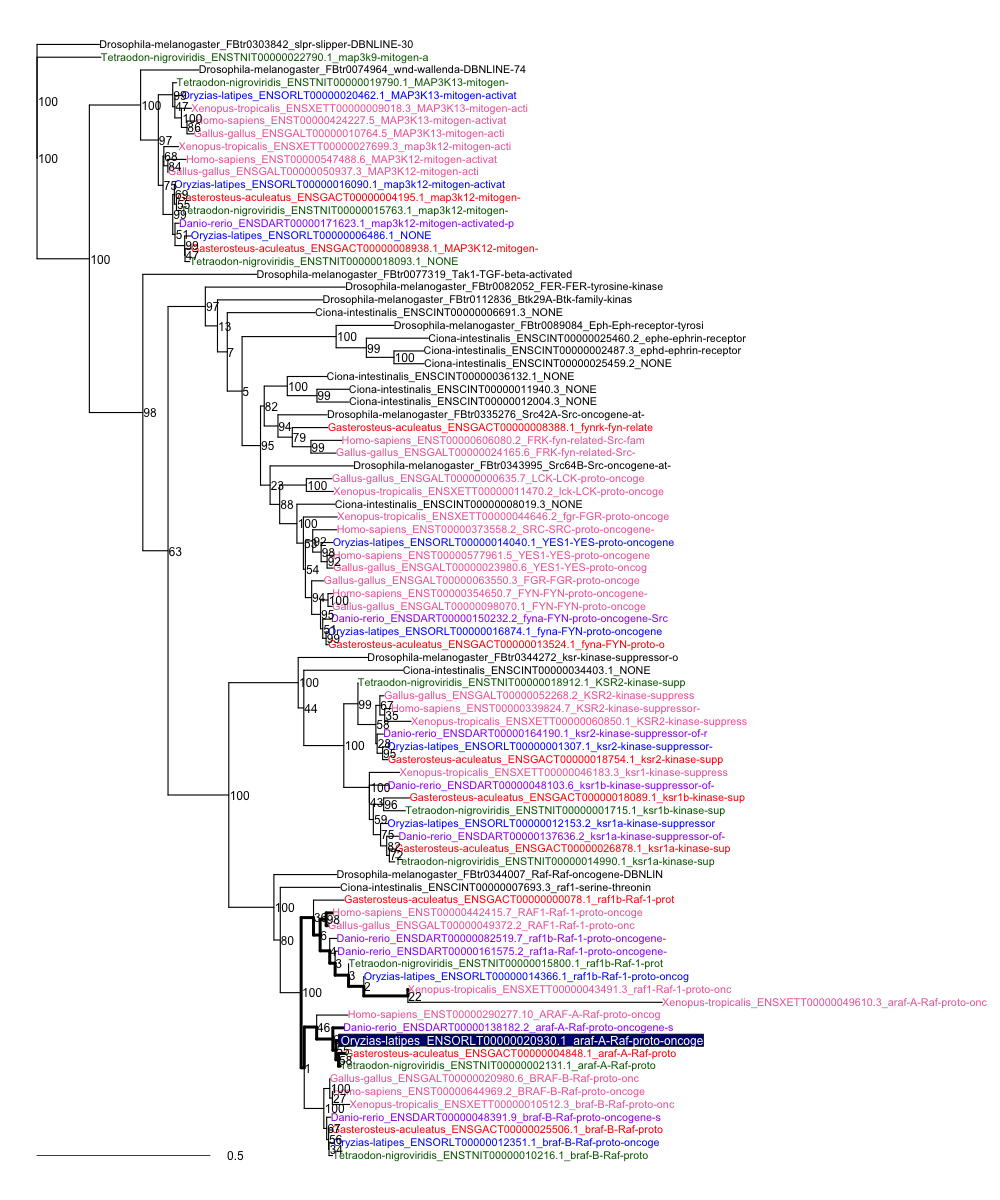 Drosophila-melanogaster_FBtr0303842_slpr-slipper-DBNLINE-30
Tetraodon-nigroviridis_ENSTNIT00000022790.1_map3k9-mitogen-a
Drosophila-melanogaster_FBtr0074964_wnd-wallenda-DBNLINE-74
Tetraodon-nigroviridis_ENSTNIT00000019790.1_MAP3K13-mitogen-
100
99 Oryzias-latipes_ENSORLT00000020462.1_MAP3K13-mitogen-activat
100
47 Xenopus-tropicalis_ENSXETT00000009018.3_MAP3K13-mitogen-acti
100 Homo-sapiens_ENST00000424227.5_MAP3K13-mitogen-activat
86 Gallus-gallus_ENSGALT00000010764.5_MAP3K13-mitogen-acti
97
Xenopus-tropicalis_ENSXETT00000027699.3_map3k12-mitogen-acti
100
68 Homo-sapiens_ENST00000547488.6_MAP3K12-mitogen-activat
84 Gallus-gallus_ENSGALT00000050937.3_MAP3K12-mitogen-acti
75 Oryzias-latipes_ENSORLT00000016090.1_map3k12-mitogen-activat
69 Gasterosteus-aculeatus_ENSGACT00000004195.1_map3k12-mitogen-
55
99 Tetraodon-nigroviridis_ENSTNIT00000015763.1_map3k12-mitogen-
Danio-rerio_ENSDART00000171623.1_map3k12-mitogen-activated-p
51 Oryzias-latipes_ENSORLT00000006486.1_NONE
99 Gasterosteus-aculeatus_ENSGACT00000008938.1_MAP3K12-mitogen-
47
100 Tetraodon-nigroviridis_ENSTNIT00000018093.1_NONE
Drosophila-melanogaster_FBtr0077319_Tak1-TGF-beta-activated
Drosophila-melanogaster_FBtr0082052_FER-FER-tyrosine-kinase
97 Drosophila-melanogaster_FBtr0112836_Btk29A-Btk-family-kinas
Ciona-intestinalis_ENSCINT00000006691.3_NONE
13 Drosophila-melanogaster_FBtr0089084_Eph-Eph-receptor-tyrosi
100 Ciona-intestinalis_ENSCINT00000025460.2_ephe-ephrin-receptor
7 99 Ciona-intestinalis_ENSCINT00000002487.3_ephd-ephrin-receptor
100 Ciona-intestinalis_ENSCINT00000025459.2_NONE
Ciona-intestinalis_ENSCINT00000036132.1_NONE
5 100 Ciona-intestinalis_ENSCINT00000011940.3_NONE
99 Ciona-intestinalis_ENSCINT00000012004.3_NONE
98 82 Drosophila-melanogaster_FBtr0335276_Src42A-Src-oncogene-at-
94 Gasterosteus-aculeatus_ENSGACT00000008388.1_fynrk-fyn-relate
95 79 Homo-sapiens_ENST00000606080.2_FRK-fyn-related-Src-fam
99 Gallus-gallus_ENSGALT00000024165.6_FRK-fyn-related-Src-
Drosophila-melanogaster_FBtr0343995_Src64B-Src-oncogene-at-
Gallus-gallus_ENSGALT00000000635.7_LCK-LCK-proto-oncoge
23 100 Xenopus-tropicalis_ENSXETT00000011470.2_lck-LCK-proto-oncoge
88 Ciona-intestinalis_ENSCINT00000008019.3_NONE
Xenopus-tropicalis_ENSXETT00000044646.2_fgr-FGR-proto-oncoge
100 Homo-sapiens_ENST00000373558.2_SRC-SRC-proto-oncogene-
92 Oryzias-latipes_ENSORLT00000014040.1_YES1-YES-proto-oncogene
63 98 Homo-sapiens_ENST00000577961.5_YES1-YES-proto-oncogene
92 Gallus-gallus_ENSGALT00000023980.6_YES1-YES-proto-oncog
54 Gallus-gallus_ENSGALT00000063550.3_FGR-FGR-proto-oncoge
Homo-sapiens_ENST00000354650.7_FYN-FYN-proto-oncogene-
94 100 Gallus-gallus_ENSGALT00000098070.1_FYN-FYN-proto-oncoge
95 Danio-rerio_ENSDART00000150232.2_fyna-FYN-proto-oncogene-Src
51 Oryzias-latipes_ENSORLT00000016874.1_fyna-FYN-proto-oncogene
99 Gasterosteus-aculeatus_ENSGACT00000013524.1_fyna-FYN-proto-o
Drosophila-melanogaster_FBtr0344272_ksr-kinase-suppressor-o
Ciona-intestinalis_ENSCINT00000034403.1_NONE
100 Tetraodon-nigroviridis_ENSTNIT00000018912.1_KSR2-kinase-supp
Gallus-gallus_ENSGALT00000052268.2_KSR2-kinase-suppress
44 99 67 Homo-sapiens_ENST00000339824.7_KSR2-kinase-suppressor-
35 Xenopus-tropicalis_ENSXETT00000060850.1_KSR2-kinase-suppress
58 Danio-rerio_ENSDART00000164190.1_ksr2-kinase-suppressor-of-r
100 28 Oryzias-latipes_ENSORLT00000001307.1_ksr2-kinase-suppressor-
95 Gasterosteus-aculeatus_ENSGACT00000018754.1_ksr2-kinase-supp
Xenopus-tropicalis_ENSXETT00000046183.3_ksr1-kinase-suppress
100 Danio-rerio_ENSDART00000048103.6_ksr1b-kinase-suppressor-of-
100 Gasterosteus-aculeatus_ENSGACT00000018089.1_ksr1b-kinase-sup
43 96 Tetraodon-nigroviridis_ENSTNIT00000001715.1_ksr1b-kinase-sup
59 Oryzias-latipes_ENSORLT00000012153.2_ksr1a-kinase-suppressor
75 Danio-rerio_ENSDART00000137636.2_ksr1a-kinase-suppressor-of-
82 Gasterosteus-aculeatus_ENSGACT00000026878.1_ksr1a-kinase-sup
72 Tetraodon-nigroviridis_ENSTNIT00000014990.1_ksr1a-kinase-sup
Drosophila-melanogaster_FBtr0344007_Raf-Raf-oncogene-DBNLIN
Ciona-intestinalis_ENSCINT00000007693.3_raf1-serine-threonin
Gasterosteus-aculeatus_ENSGACT00000000078.1_raf1b-Raf-1-prot
100 Homo-sapiens_ENST00000442415.7_RAF1-Raf-1-proto-oncoge
98 Gallus-gallus_ENSGALT00000049372.2_RAF1-Raf-1-proto-onc
80 6 Danio-rerio_ENSDART00000082519.7_raf1b-Raf-1-proto-oncogene-
4 Danio-rerio_ENSDART00000161575.2_raf1a-Raf-1-proto-oncogene-
3 Tetraodon-nigroviridis_ENSTNIT00000015800.1_raf1b-Raf-1-prot
3 Oryzias-latipes_ENSORLT00000014366.1_raf1b-Raf-1-proto-oncog
100 2 Xenopus-tropicalis_ENSXETT00000043491.3_raf1-Raf-1-proto-onc
22 Xenopus-tropicalis_ENSXETT00000049610.3_araf-A-Raf-proto-onc
Homo-sapiens_ENST00000290277.10_ARAF-A-Raf-proto-oncog
46 Danio-rerio_ENSDART00000138182.2_araf-A-Raf-proto-oncogene-s
Oryzias-latipes_ENSORLT00000020930.1_araf-A-Raf-proto-oncoge
Gasterosteus-aculeatus_ENSGACT00000004848.1_araf-A-Raf-proto
58 Tetraodon-nigroviridis_ENSTNIT00000002131.1_araf-A-Raf-proto
1 Gallus-gallus_ENSGALT00000020980.6_BRAF-B-Raf-proto-onc
100 Homo-sapiens_ENST00000644969.2_BRAF-B-Raf-proto-oncoge
27 Xenopus-tropicalis_ENSXETT00000010512.3_braf-B-Raf-proto-onc
100 Danio-rerio_ENSDART00000048391.9_braf-B-Raf-proto-oncogene-s
67 Gasterosteus-aculeatus_ENSGACT00000025506.1_braf-B-Raf-proto
56 Oryzias-latipes_ENSORLT00000012351.1_braf-B-Raf-proto-oncoge
34 Tetraodon-nigroviridis_ENSTNIT00000010216.1_braf-B-Raf-proto
0.5